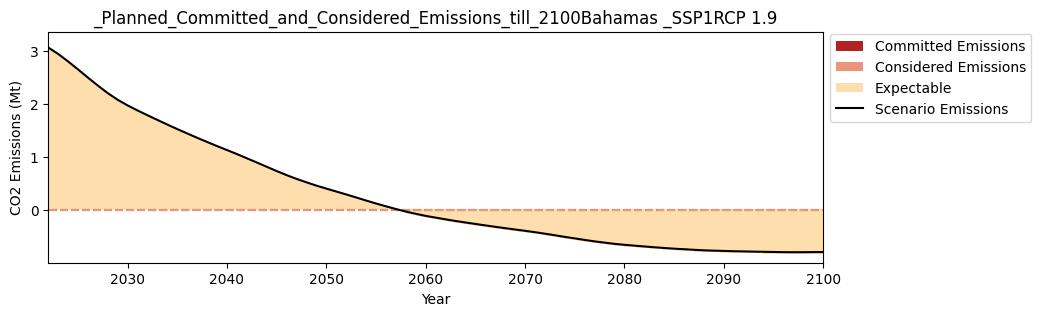 _Planned_Committed_and_Considered_Emissions_till_2100Bahamas _SSP1RCP 1.9
Committed Emissions
Considered Emissions
Expectable
Scenario Emissions
CO2 Emissions (Mt)
3
2
1
0
2030 2040 2050 2060 2070 2080 2090 2100
Year